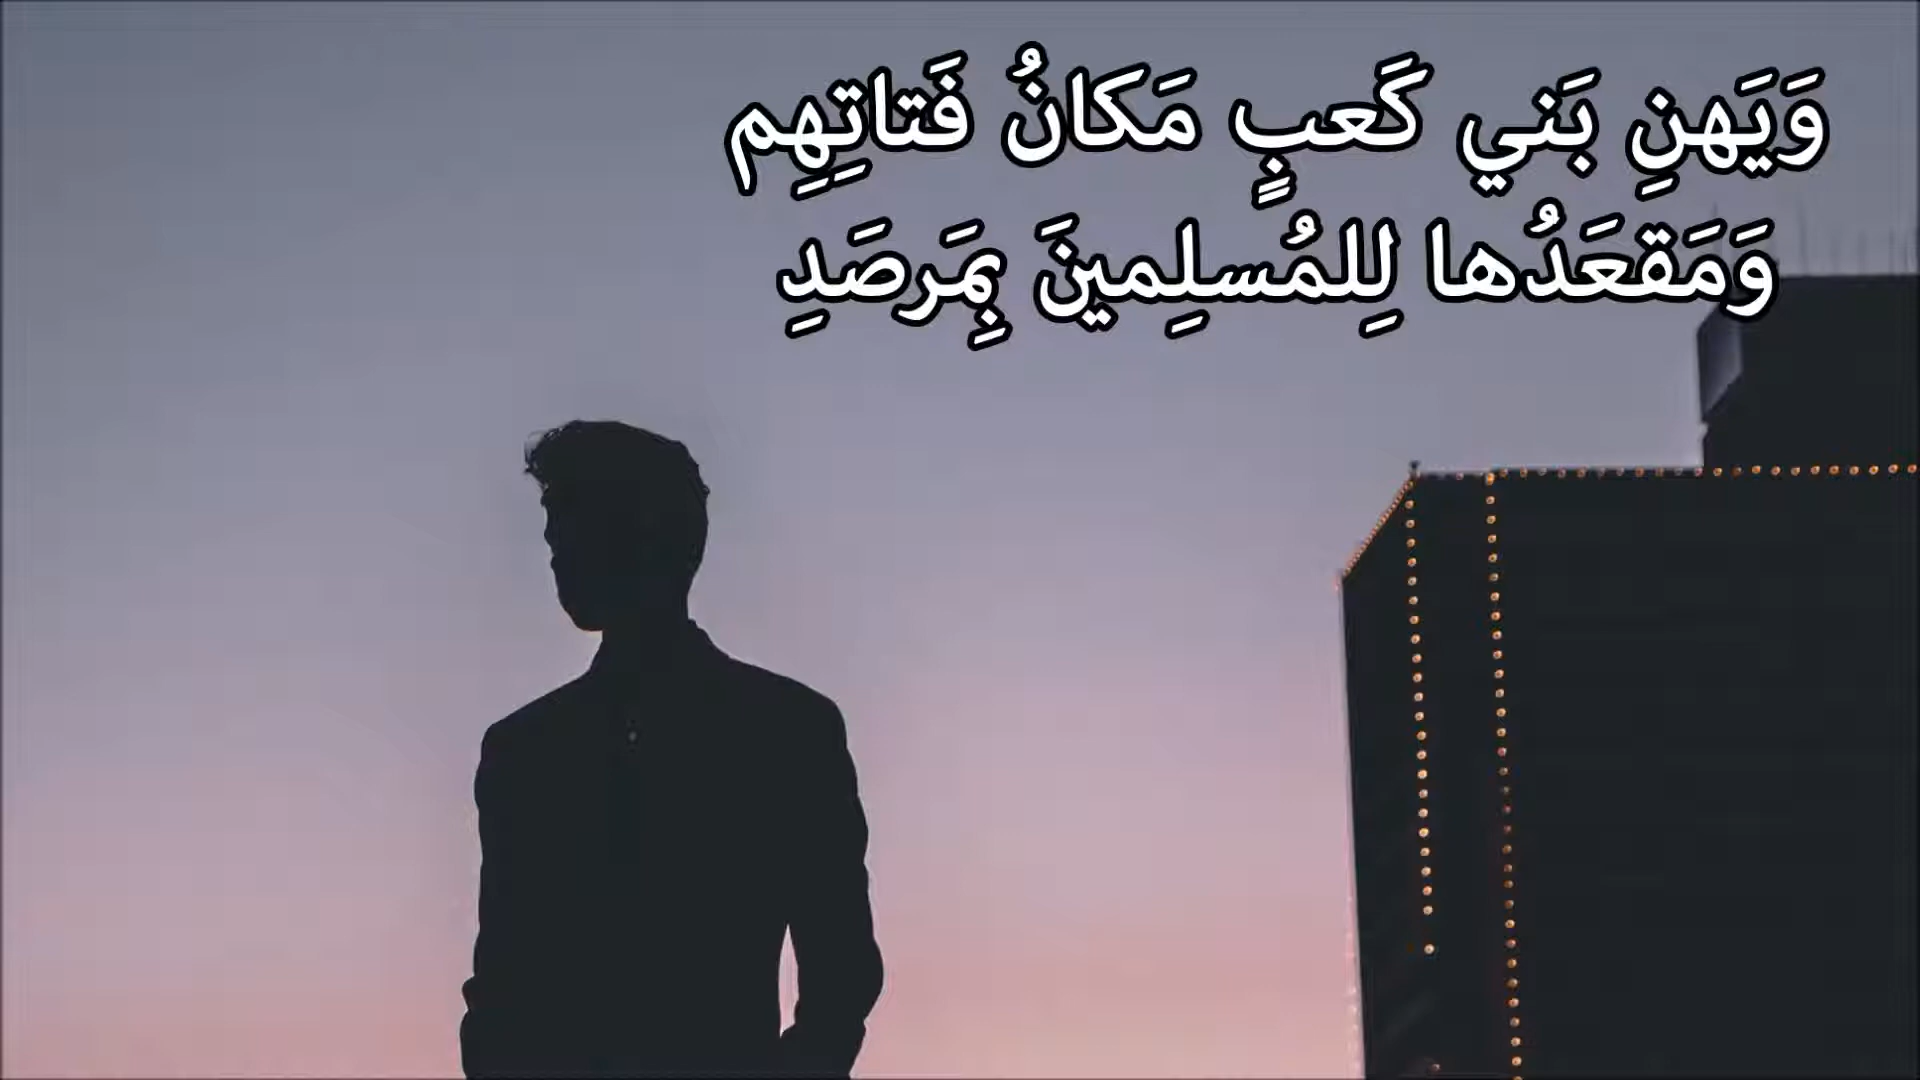 وَيَهنِ بَني كَعبٍ مَكانُ فَتاتِهِم
وَمَقعَدُها لِلمُسلِمينَ بِمَرصَدِ